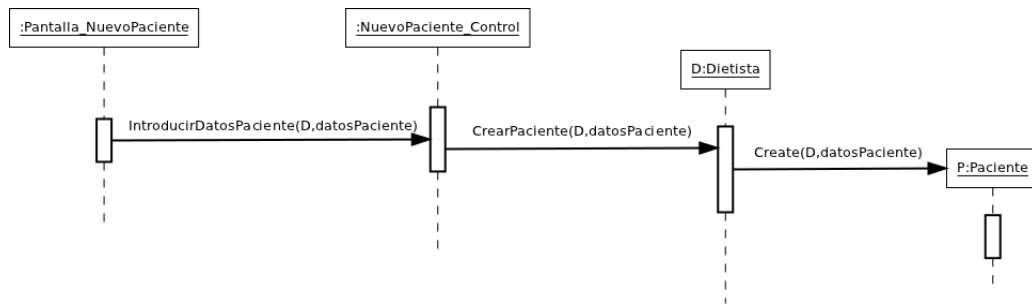 :Pantalla_NuevoPaciente
:NuevoPaciente_Control
D:Dietista
IntroducirDatosPaciente(D,datosPaciente)
CrearPaciente(D,datosPaciente)
Create(D,datosPaciente)
P:Paciente